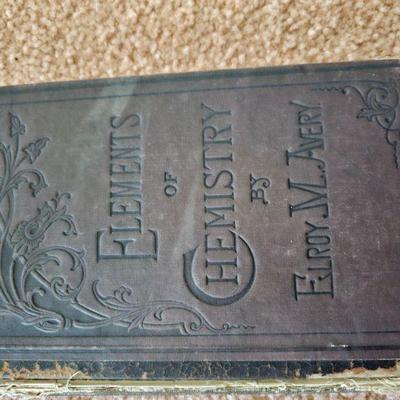 ELEMENTS
OF
CHEMISTRY
BY
ELROY M. AVERY